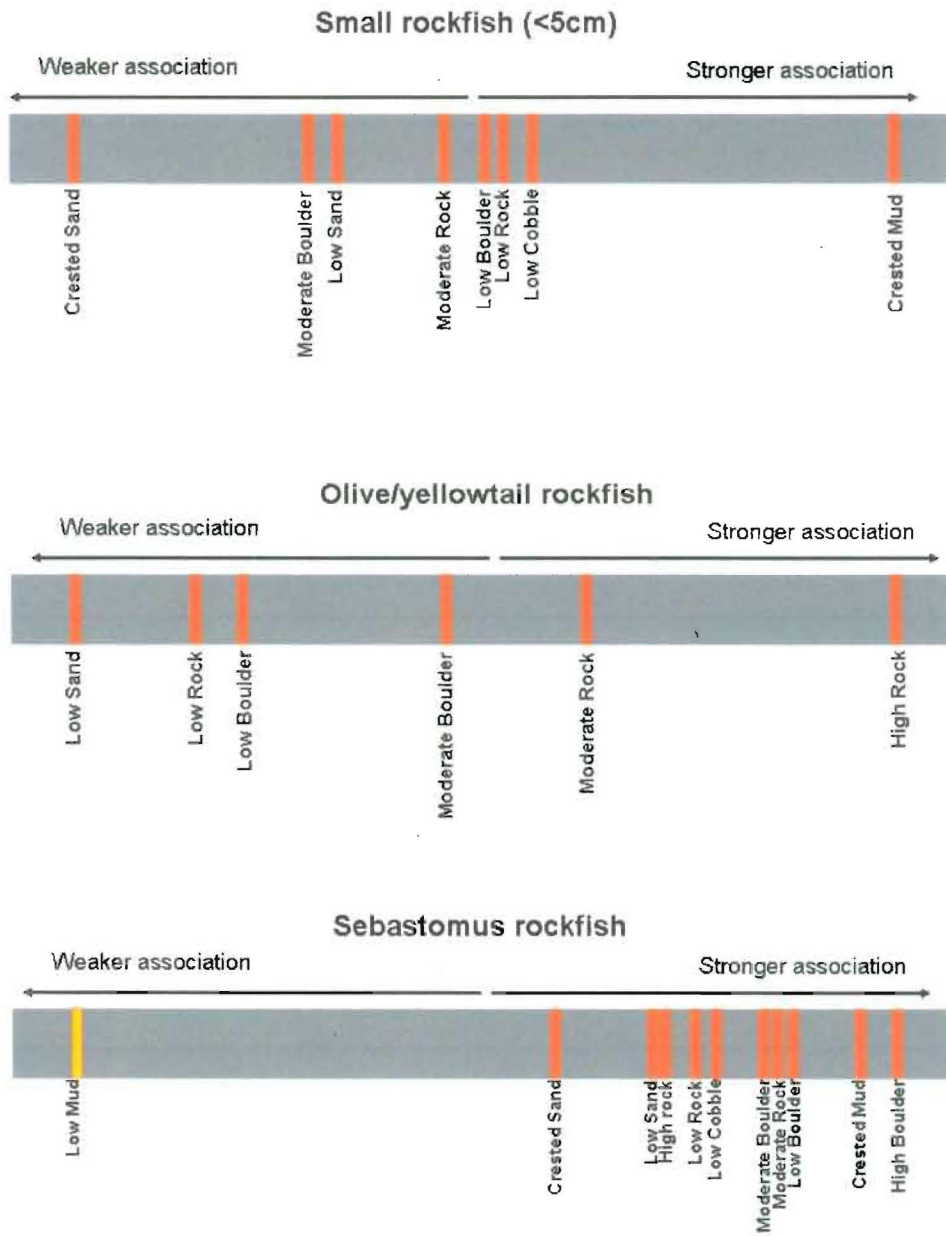 Small rockfish (<5cm)
Weaker association
Stronger association
Crested Sand
Moderate Boulder
Low Sand
Moderate Rock
Low Boulder
Low Rock
Low Cobble
Crested Mud
Olive/yellowtail rockfish
Weaker association
Stronger association
Low Sand
Low Rock
Low Boulder
Moderate Boulder
Moderate Rock
High Rock
Sebastomus rockfish
Weaker association
Stronger association
Low Mud
Crested Sand
Low Sand
High rock
Low Rock
Low Cobble
Moderate Boulder
Moderate Rock
Low Boulder
Crested Mud
High Boulder